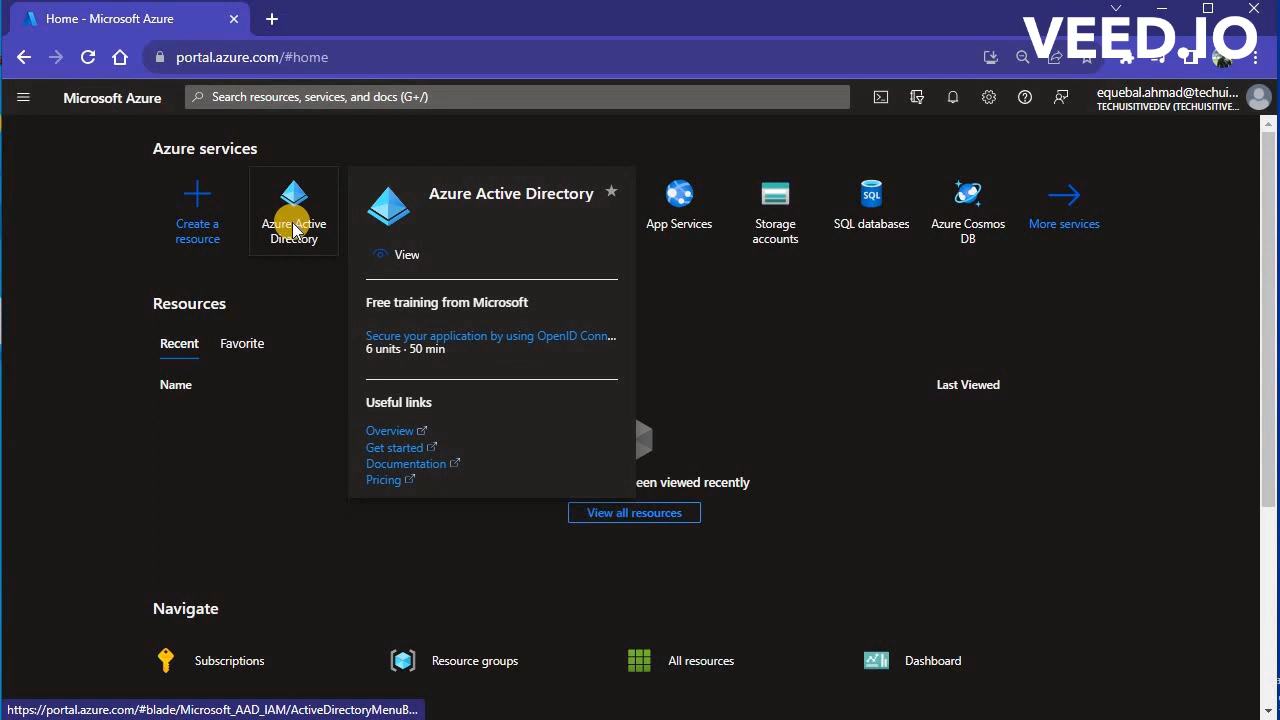 Home - Microsoft Azure
VEED.IO
portal.azure.com/#home
Microsoft Azure
Search resources, services, and docs (G+/)
equebal.ahmad@techui...
TECHUISITIVEDEV (TECHUISITIVE...
Azure services
Create a
resource
Azure Active
Directory
Azure Active Directory
View
Free training from Microsoft
Secure your application by using OpenID Conn...
6 units · 50 min
Useful links
Overview
Get started
Documentation
Pricing
App Services
Storage
accounts
SQL
SQL databases
Azure Cosmos
DB
More services
Resources
Recent
Favorite
Name
Last Viewed
een viewed recently
View all resources
Navigate
Subscriptions
Resource groups
All resources
Dashboard
https://portal.azure.com/#blade/Microsoft_AAD_IAM/ActiveDirectoryMenuB...